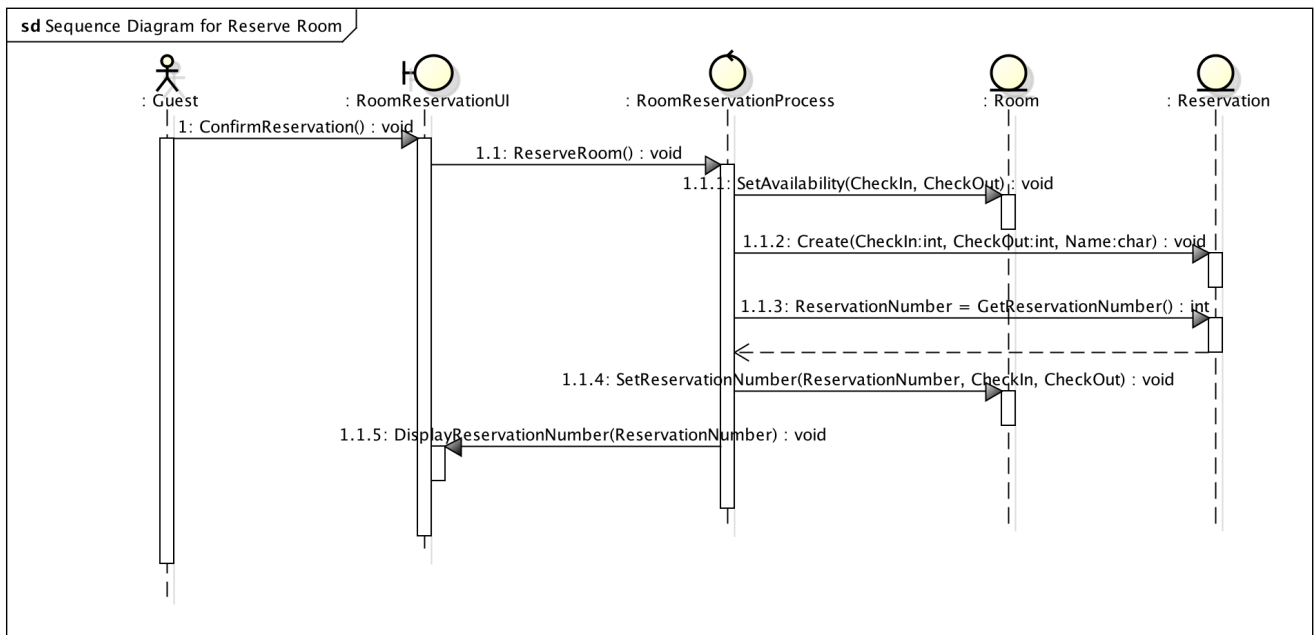 sd Sequence Diagram for Reserve Room
: Guest
: RoomReservationUI
: RoomReservationProcess
: Room
: Reservation
1: ConfirmReservation() : void
1.1: ReserveRoom() : void
1.1.1: SetAvailability(CheckIn, CheckOut) : void
1.1.2: Create(CheckIn:int, CheckOut:int, Name:char) : void
1.1.3: ReservationNumber = GetReservationNumber() : int
1.1.4: SetReservationNumber(ReservationNumber, CheckIn, CheckOut) : void
1.1.5: DisplayReservationNumber(ReservationNumber) : void